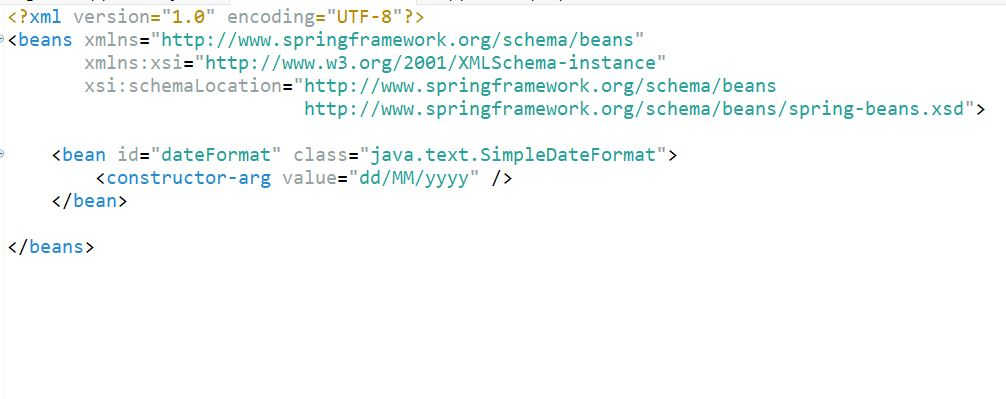 <?xml version="1.0" encoding="UTF-8"?>
<beans xmlns="http://www.springframework.org/schema/beans"
       xmlns:xsi="http://www.w3.org/2001/XMLSchema-instance"
       xsi:schemaLocation="http://www.springframework.org/schema/beans
                           http://www.springframework.org/schema/beans/spring-beans.xsd">
    <bean id="dateFormat" class="java.text.SimpleDateFormat">
        <constructor-arg value="dd/MM/yyyy" />
    </bean>
</beans>